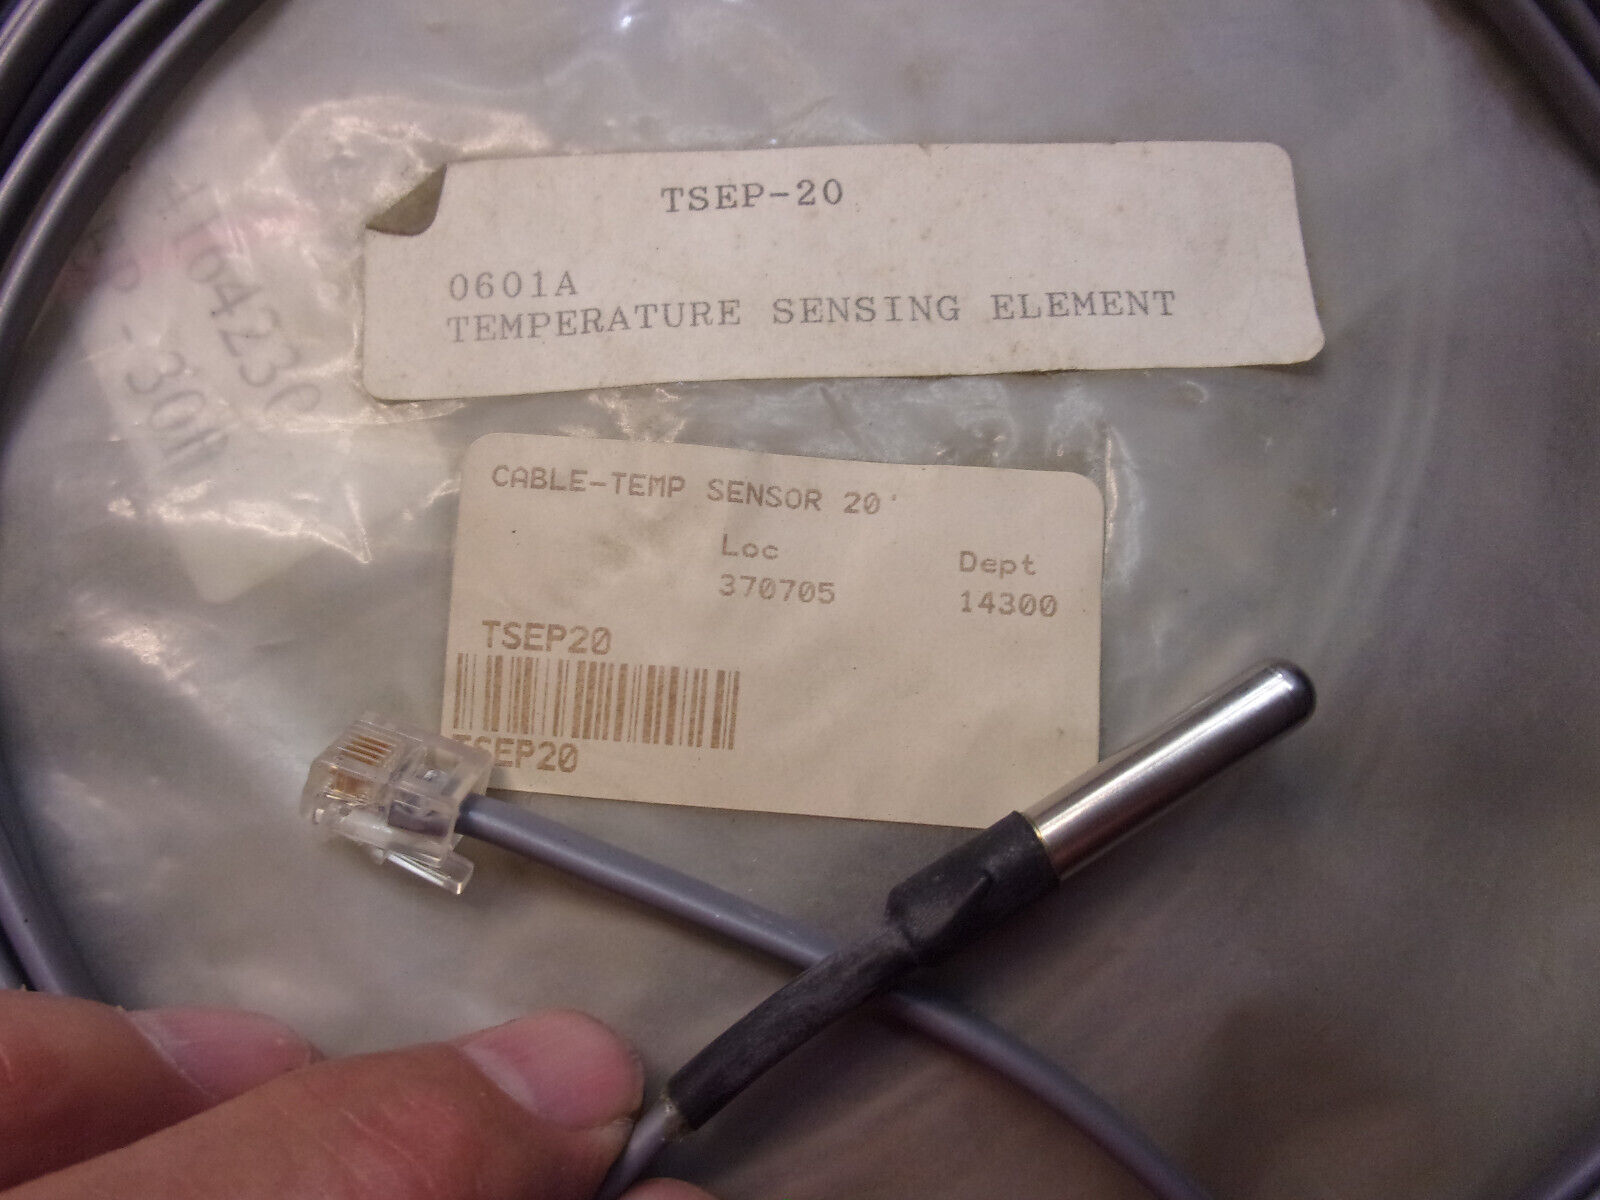 TSEP-20
0601A
TEMPERATURE SENSING ELEMENT
CABLE-TEMP SENSOR 20'
Loc
Dept
370705
14300
TSEP20
TSEP20